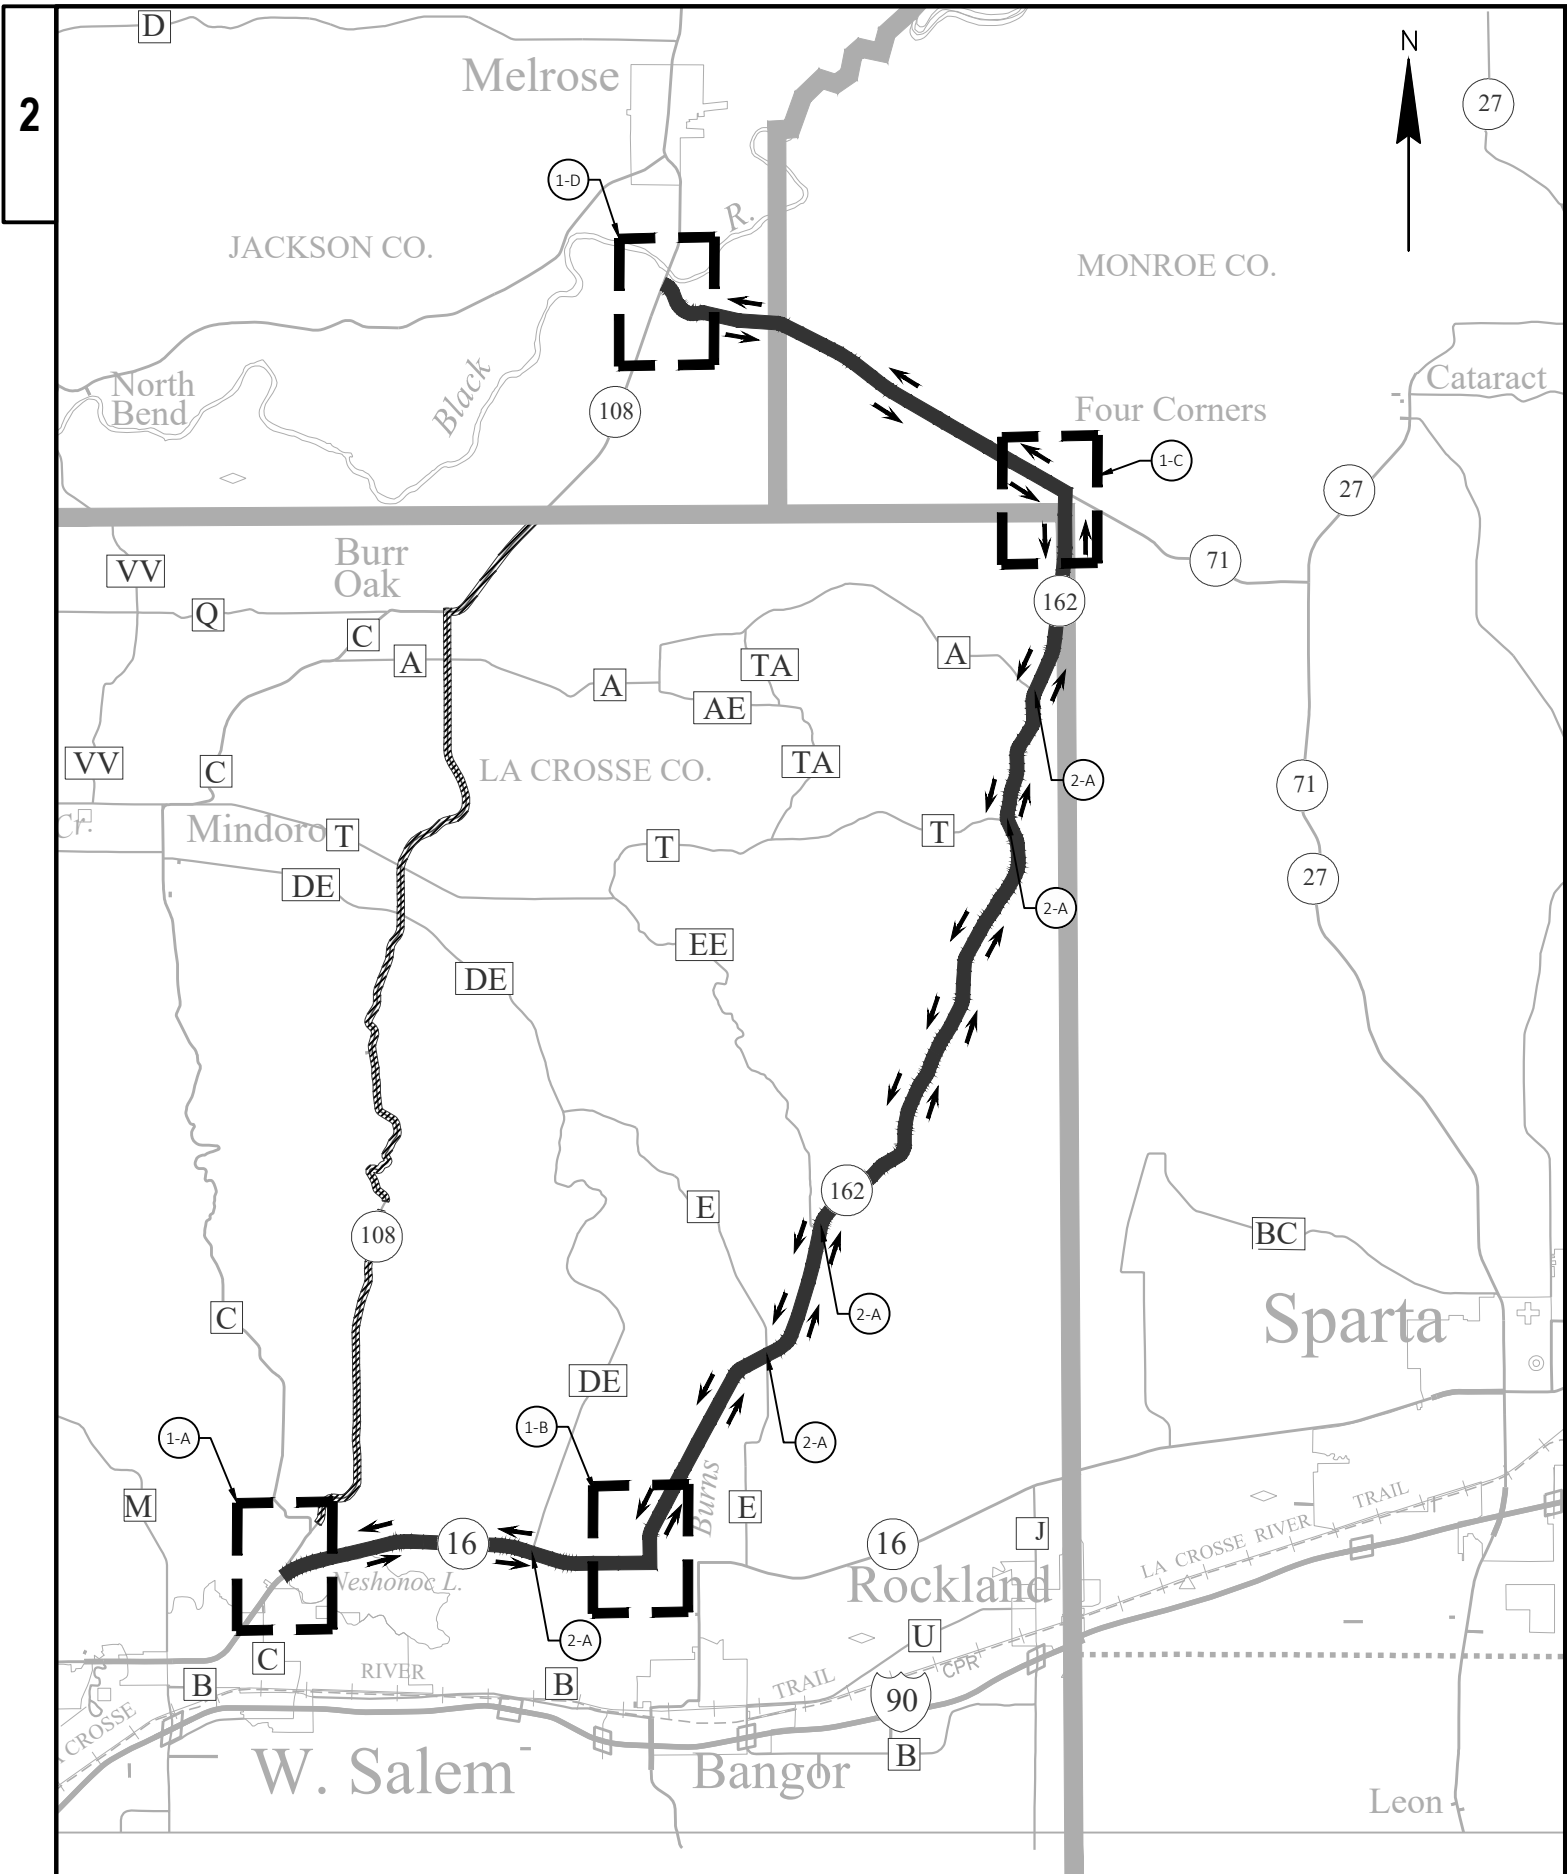 2
D
Melrose
N
27
1-D
R.
JACKSON CO.
MONROE CO.
North
Bend
Black
108
Cataract
Four Corners
1-C
27
71
VV
Burr
Oak
162
Q
C
A
A
TA
A
AE
VV
C
LA CROSSE CO.
TA
2-A
71
Cr.
Mindoro
T
T
T
DE
27
2-A
EE
DE
162
E
108
BC
C
2-A
Sparta
DE
1-A
1-B
2-A
M
Burns
E
J
TRAIL
16
16
LA CROSSE RIVER
Neshonoc L.
Rockland
2-A
U
C
B
RIVER
B
TRAIL
CPR
90
A CROSSE
W. Salem
Bangor
B
Leon